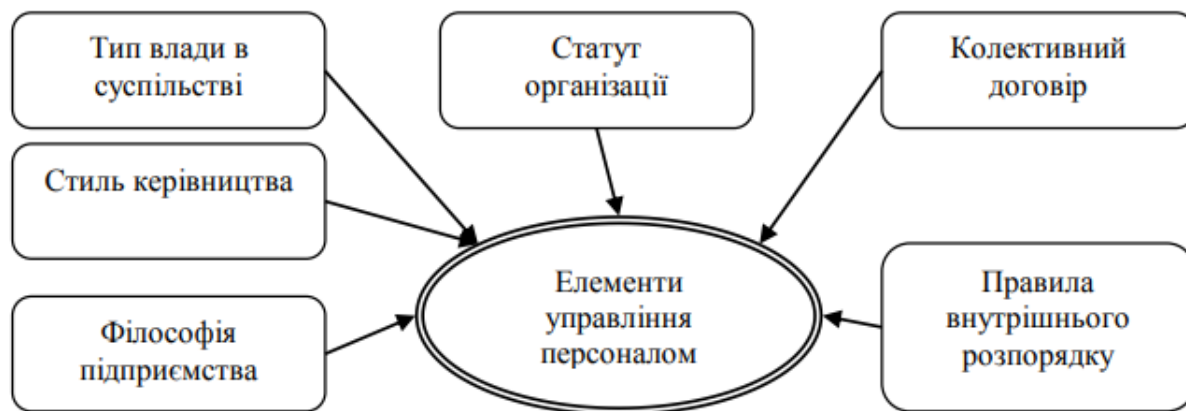 Тип влади в
суспільстві
Статут
організації
Колективний
договір
Стиль керівництва
Елементи
управління
персоналом
Правила
внутрішнього
розпорядку
Філософія
підприємства